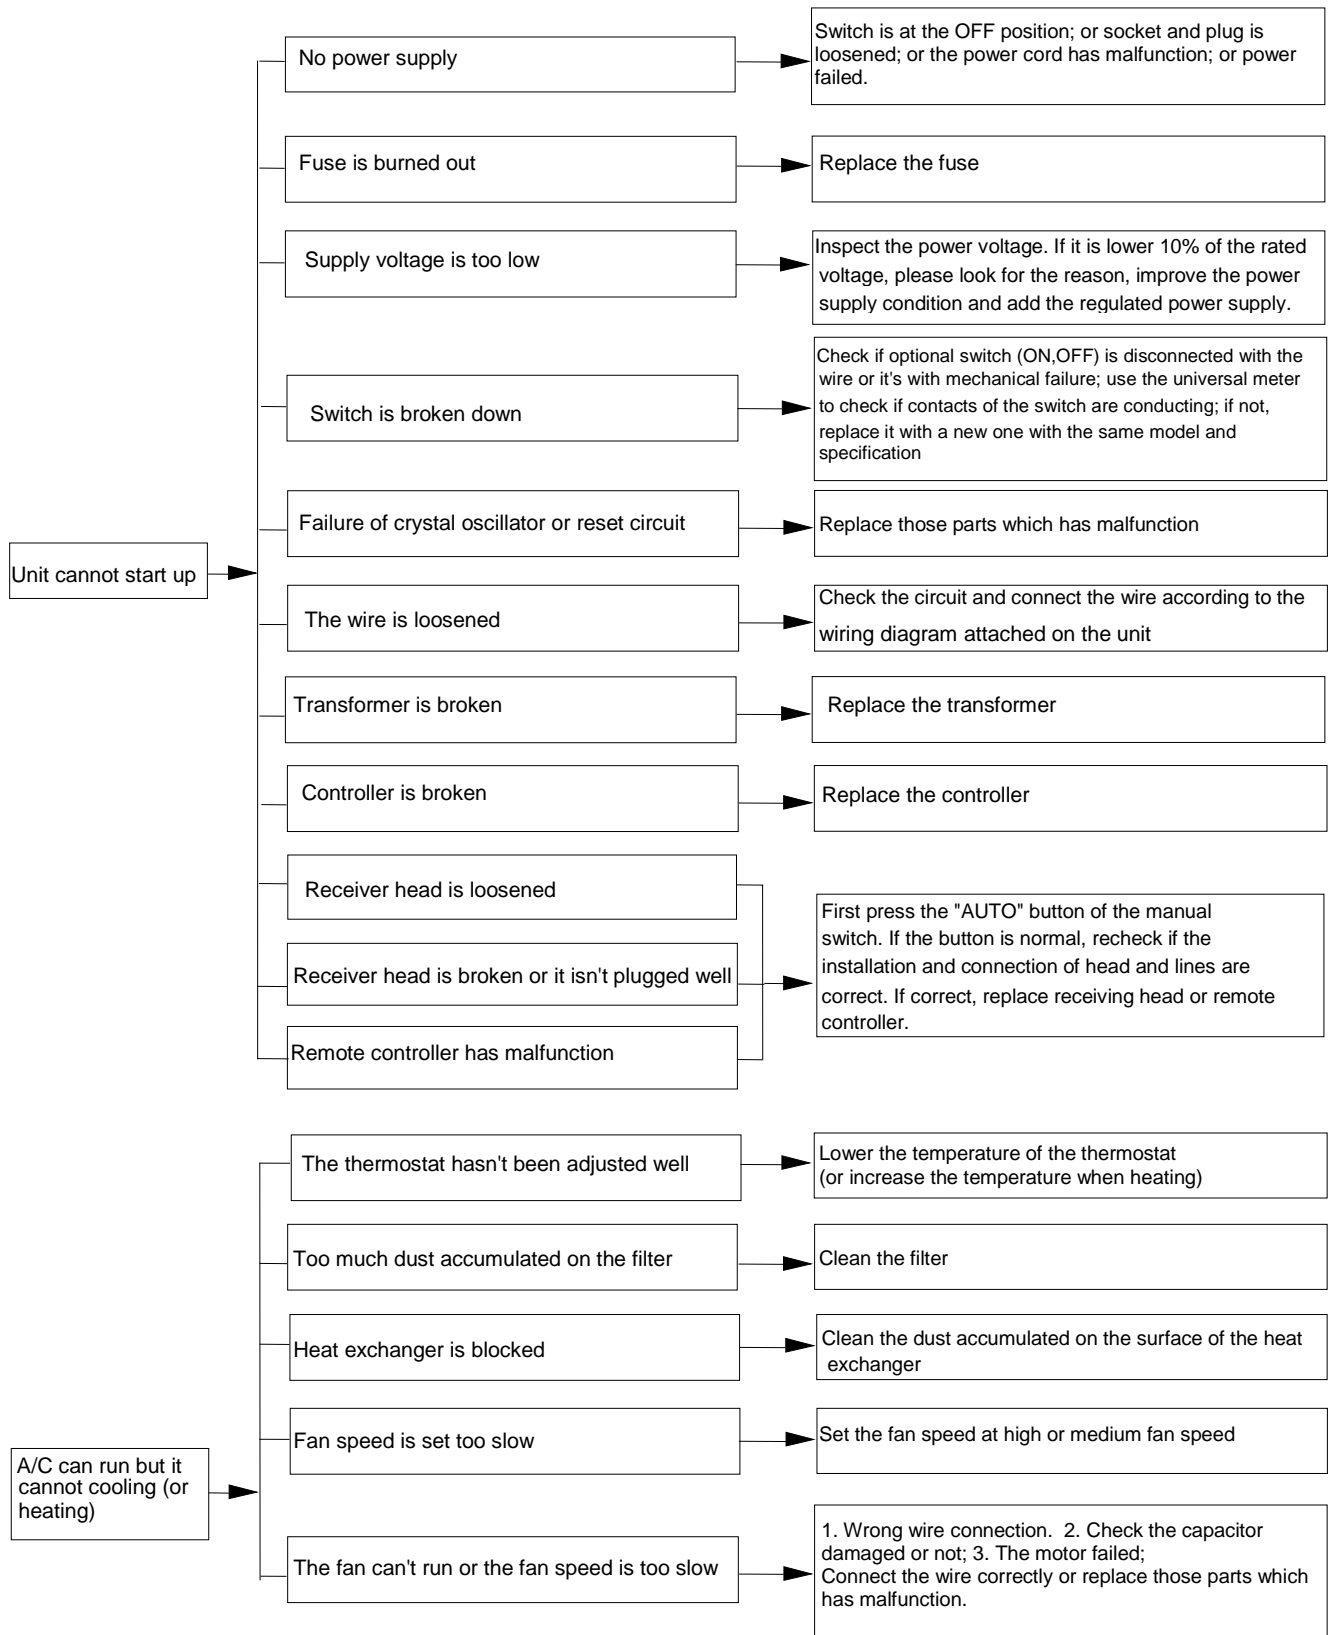 No power supply
Switch is at the OFF position; or socket and plug is
loosened; or the power cord has malfunction; or power
failed.
Fuse is burned out
Replace the fuse
Supply voltage is too low
Inspect the power voltage. If it is lower 10% of the rated
voltage, please look for the reason, improve the power
supply condition and add the regulated power supply.
Switch is broken down
Check if optional switch (ON,OFF) is disconnected with the
wire or it's with mechanical failure; use the universal meter
to check if contacts of the switch are conducting; if not,
replace it with a new one with the same model and
specification
Failure of crystal oscillator or reset circuit
Replace those parts which has malfunction
Unit cannot start up
The wire is loosened
Check the circuit and connect the wire according to the
wiring diagram attached on the unit
Transformer is broken
Replace the transformer
Controller is broken
Replace the controller
Receiver head is loosened
Receiver head is broken or it isn't plugged well
Remote controller has malfunction
First press the "AUTO" button of the manual
switch. If the button is normal, recheck if the
installation and connection of head and lines are
correct. If correct, replace receiving head or remote
controller.
The thermostat hasn't been adjusted well
Lower the temperature of the thermostat
(or increase the temperature when heating)
Too much dust accumulated on the filter
Clean the filter
Heat exchanger is blocked
Clean the dust accumulated on the surface of the heat
exchanger
Fan speed is set too slow
Set the fan speed at high or medium fan speed
A/C can run but it
cannot cooling (or
heating)
The fan can't run or the fan speed is too slow
1. Wrong wire connection. 2. Check the capacitor
damaged or not; 3. The motor failed;
Connect the wire correctly or replace those parts which
has malfunction.